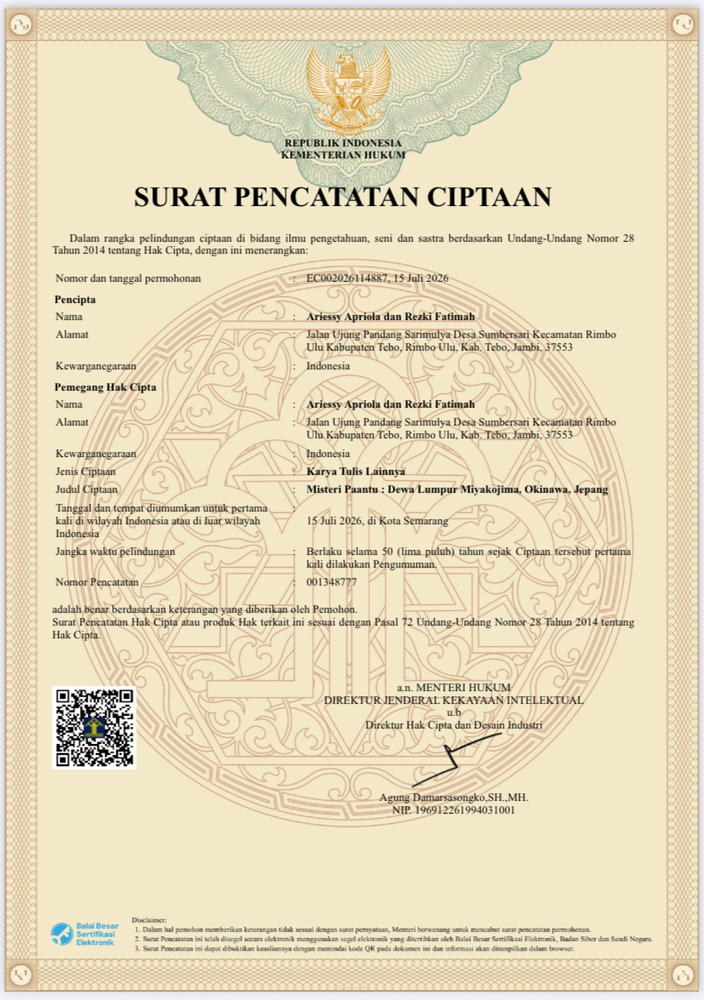 REPUBLIK INDONESIA
KEMENTERIAN HUKUM
SURAT PENCATATAN CIPTAAN
Dalam rangka pelindungan ciptaan di bidang ilmu pengetahuan, seni dan sastra berdasarkan Undang-Undang Nomor 28
Tahun 2014 tentang Hak Cipta, dengan ini menerangkan:
Nomor dan tanggal permohonan : EC002026114887, 15 Juli 2026
Pencipta
Nama : Ariessy Apriola dan Rezki Fatimah
Alamat : Jalan Ujung Pandang Sarimulya Desa Sumbersari Kecamatan Rimbo
Ulu Kabupaten Tebo, Rimbo Ulu, Kab. Tebo, Jambi, 37553
Kewarganegaraan : Indonesia
Pemegang Hak Cipta
Nama : Ariessy Apriola dan Rezki Fatimah
Alamat : Jalan Ujung Pandang Sarimulya Desa Sumbersari Kecamatan Rimbo
Ulu Kabupaten Tebo, Rimbo Ulu, Kab. Tebo, Jambi, 37553
Kewarganegaraan : Indonesia
Jenis Ciptaan : Karya Tulis Lainnya
Judul Ciptaan : Misteri Paantu : Dewa Lumpur Miyakojima, Okinawa, Jepang
Tanggal dan tempat diumumkan untuk pertama :
kali di wilayah Indonesia atau di luar wilayah 15 Juli 2026, di Kota Semarang
Indonesia
Jangka waktu pelindungan : Berlaku selama 50 (lima puluh) tahun sejak Ciptaan tersebut pertama
kali dilakukan Pengumuman.
Nomor Pencatatan : 001348777
adalah benar berdasarkan keterangan yang diberikan oleh Pemohon.
Surat Pencatatan Hak Cipta atau produk Hak terkait ini sesuai dengan Pasal 72 Undang-Undang Nomor 28 Tahun 2014 tentang
Hak Cipta.
a.n. MENTERI HUKUM
DIREKTUR JENDERAL KEKAYAAN INTELEKTUAL
u.b
Direktur Hak Cipta dan Desain Industri
Agung Damarsasongko,SH.,MH.
NIP. 196912261994031001
Balai Besar
Sertifikasi
Elektronik
Disclaimer:
1. Dalam hal pemohon memberikan keterangan tidak sesuai dengan surat pernyataan, Menteri berwenang untuk mencabut surat pencatatan permohonan.
2. Surat Pencatatan ini telah disegel secara elektronik menggunakan segel elektronik yang ditertibkan oleh Balai Besar Sertifikasi Elektronik, Badan Siber dan Sandi Negara.
3. Surat Pencatatan ini dapat dibuktikan keasliannya dengan memindai kode QR pada dokumen ini dan informasi akan ditampilkan dalam browser.